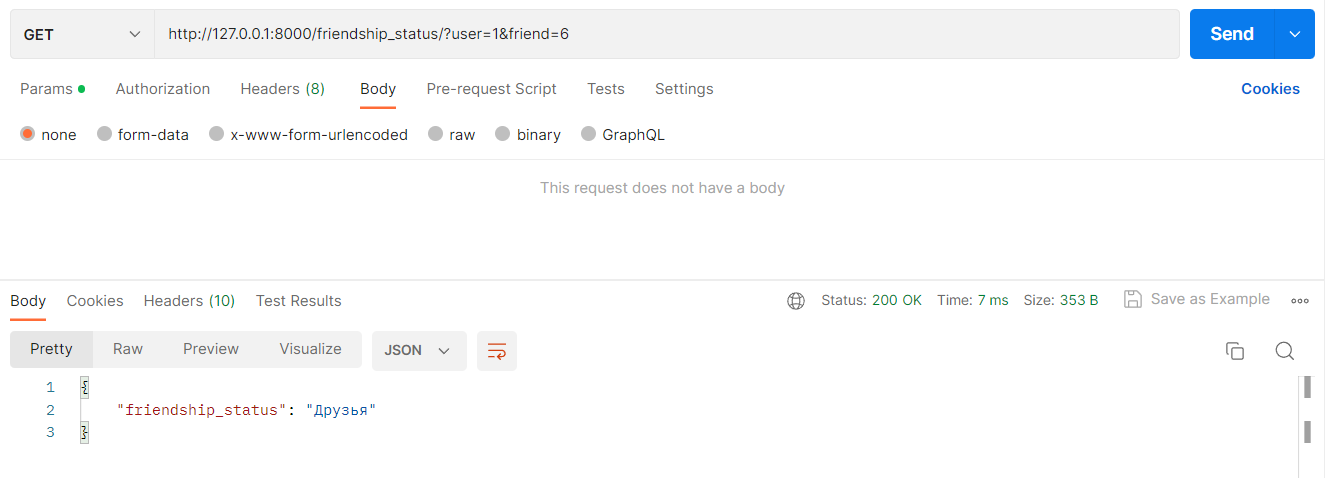 GET http://127.0.0.1:8000/friendship_status/?user=1&friend=6 Send
Params Authorization Headers (8) Body Pre-request Script Tests Settings Cookies
none form-data x-www-form-urlencoded raw binary GraphQL
This request does not have a body
Body Cookies Headers (10) Test Results Status: 200 OK Time: 7 ms Size: 353 B Save as Example
Pretty Raw Preview Visualize JSON
1 {
2 "friendship_status": "Друзья"
3 }